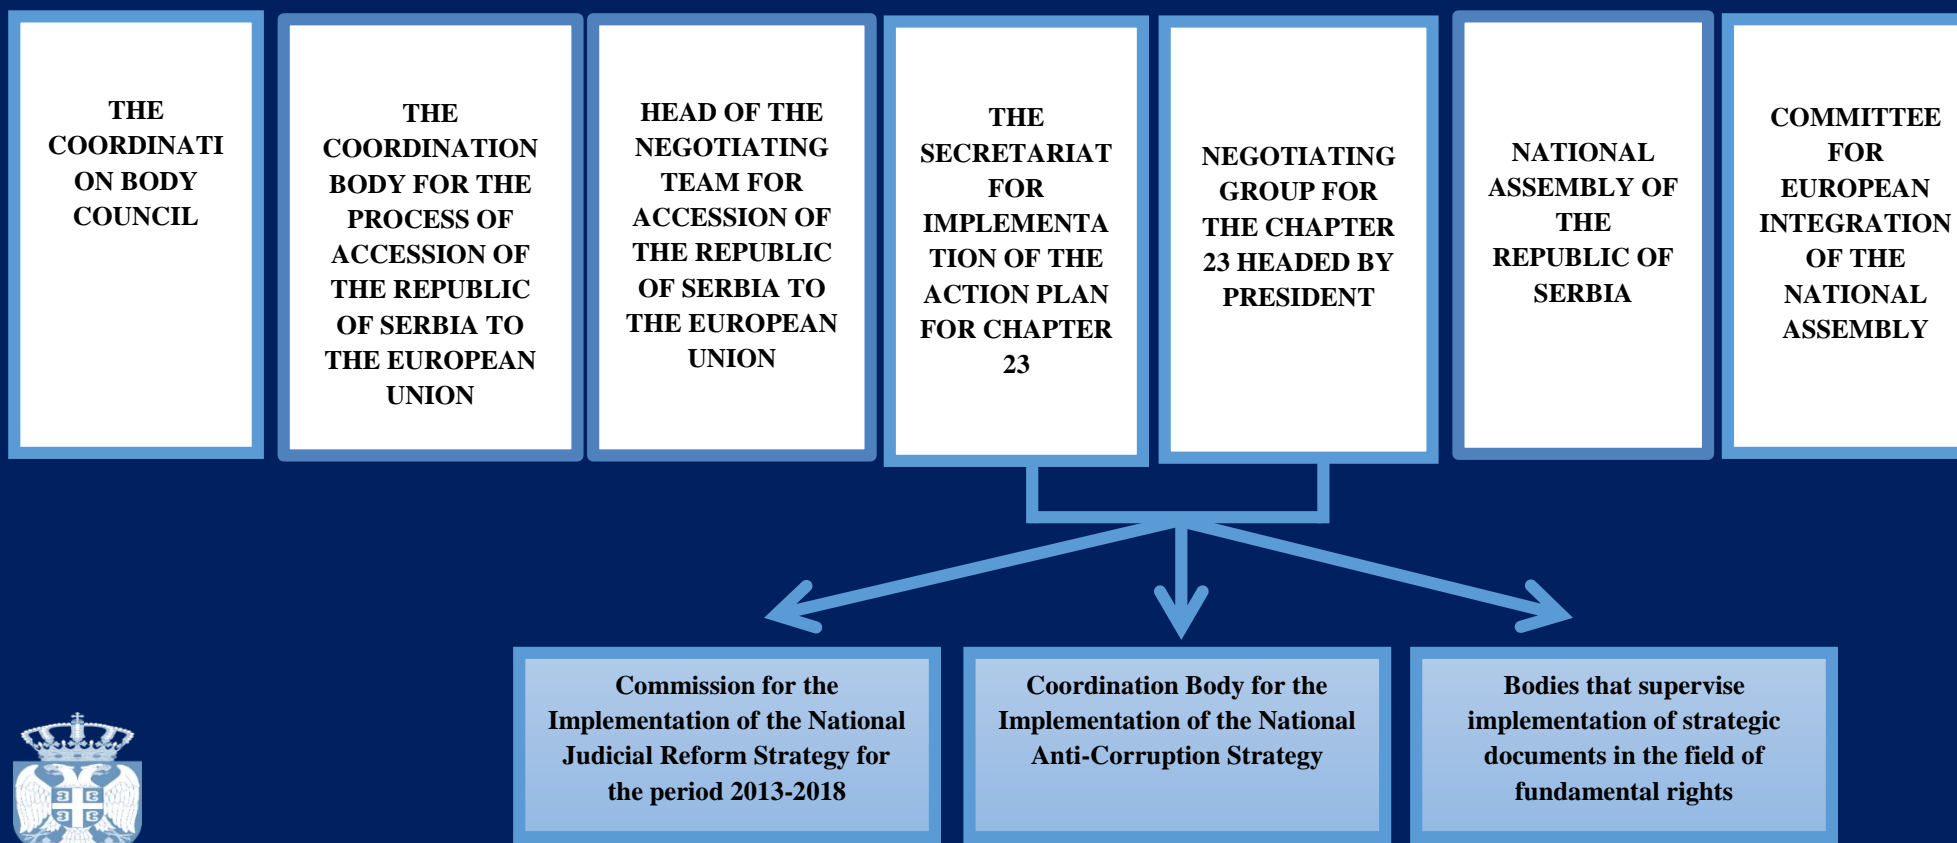 THE
COORDINATI
ON BODY
COUNCIL
THE
COORDINATION
BODY FOR THE
PROCESS OF
ACCESSION OF
THE REPUBLIC
OF SERBIA TO
THE EUROPEAN
UNION
HEAD OF THE
NEGOTIATING
TEAM FOR
ACCESSION OF
THE REPUBLIC
OF SERBIA TO
THE EUROPEAN
UNION
THE
SECRETARIAT
FOR
IMPLEMENTA
TION OF THE
ACTION PLAN
FOR CHAPTER
23
NEGOTIATING
GROUP FOR
THE CHAPTER
23 HEADED BY
PRESIDENT
NATIONAL
ASSEMBLY OF
THE
REPUBLIC OF
SERBIA
COMMITTEE
FOR
EUROPEAN
INTEGRATION
OF THE
NATIONAL
ASSEMBLY
Commission for the
Implementation of the National
Judicial Reform Strategy for
the period 2013-2018
Coordination Body for the
Implementation of the National
Anti-Corruption Strategy
Bodies that supervise
implementation of strategic
documents in the field of
fundamental rights